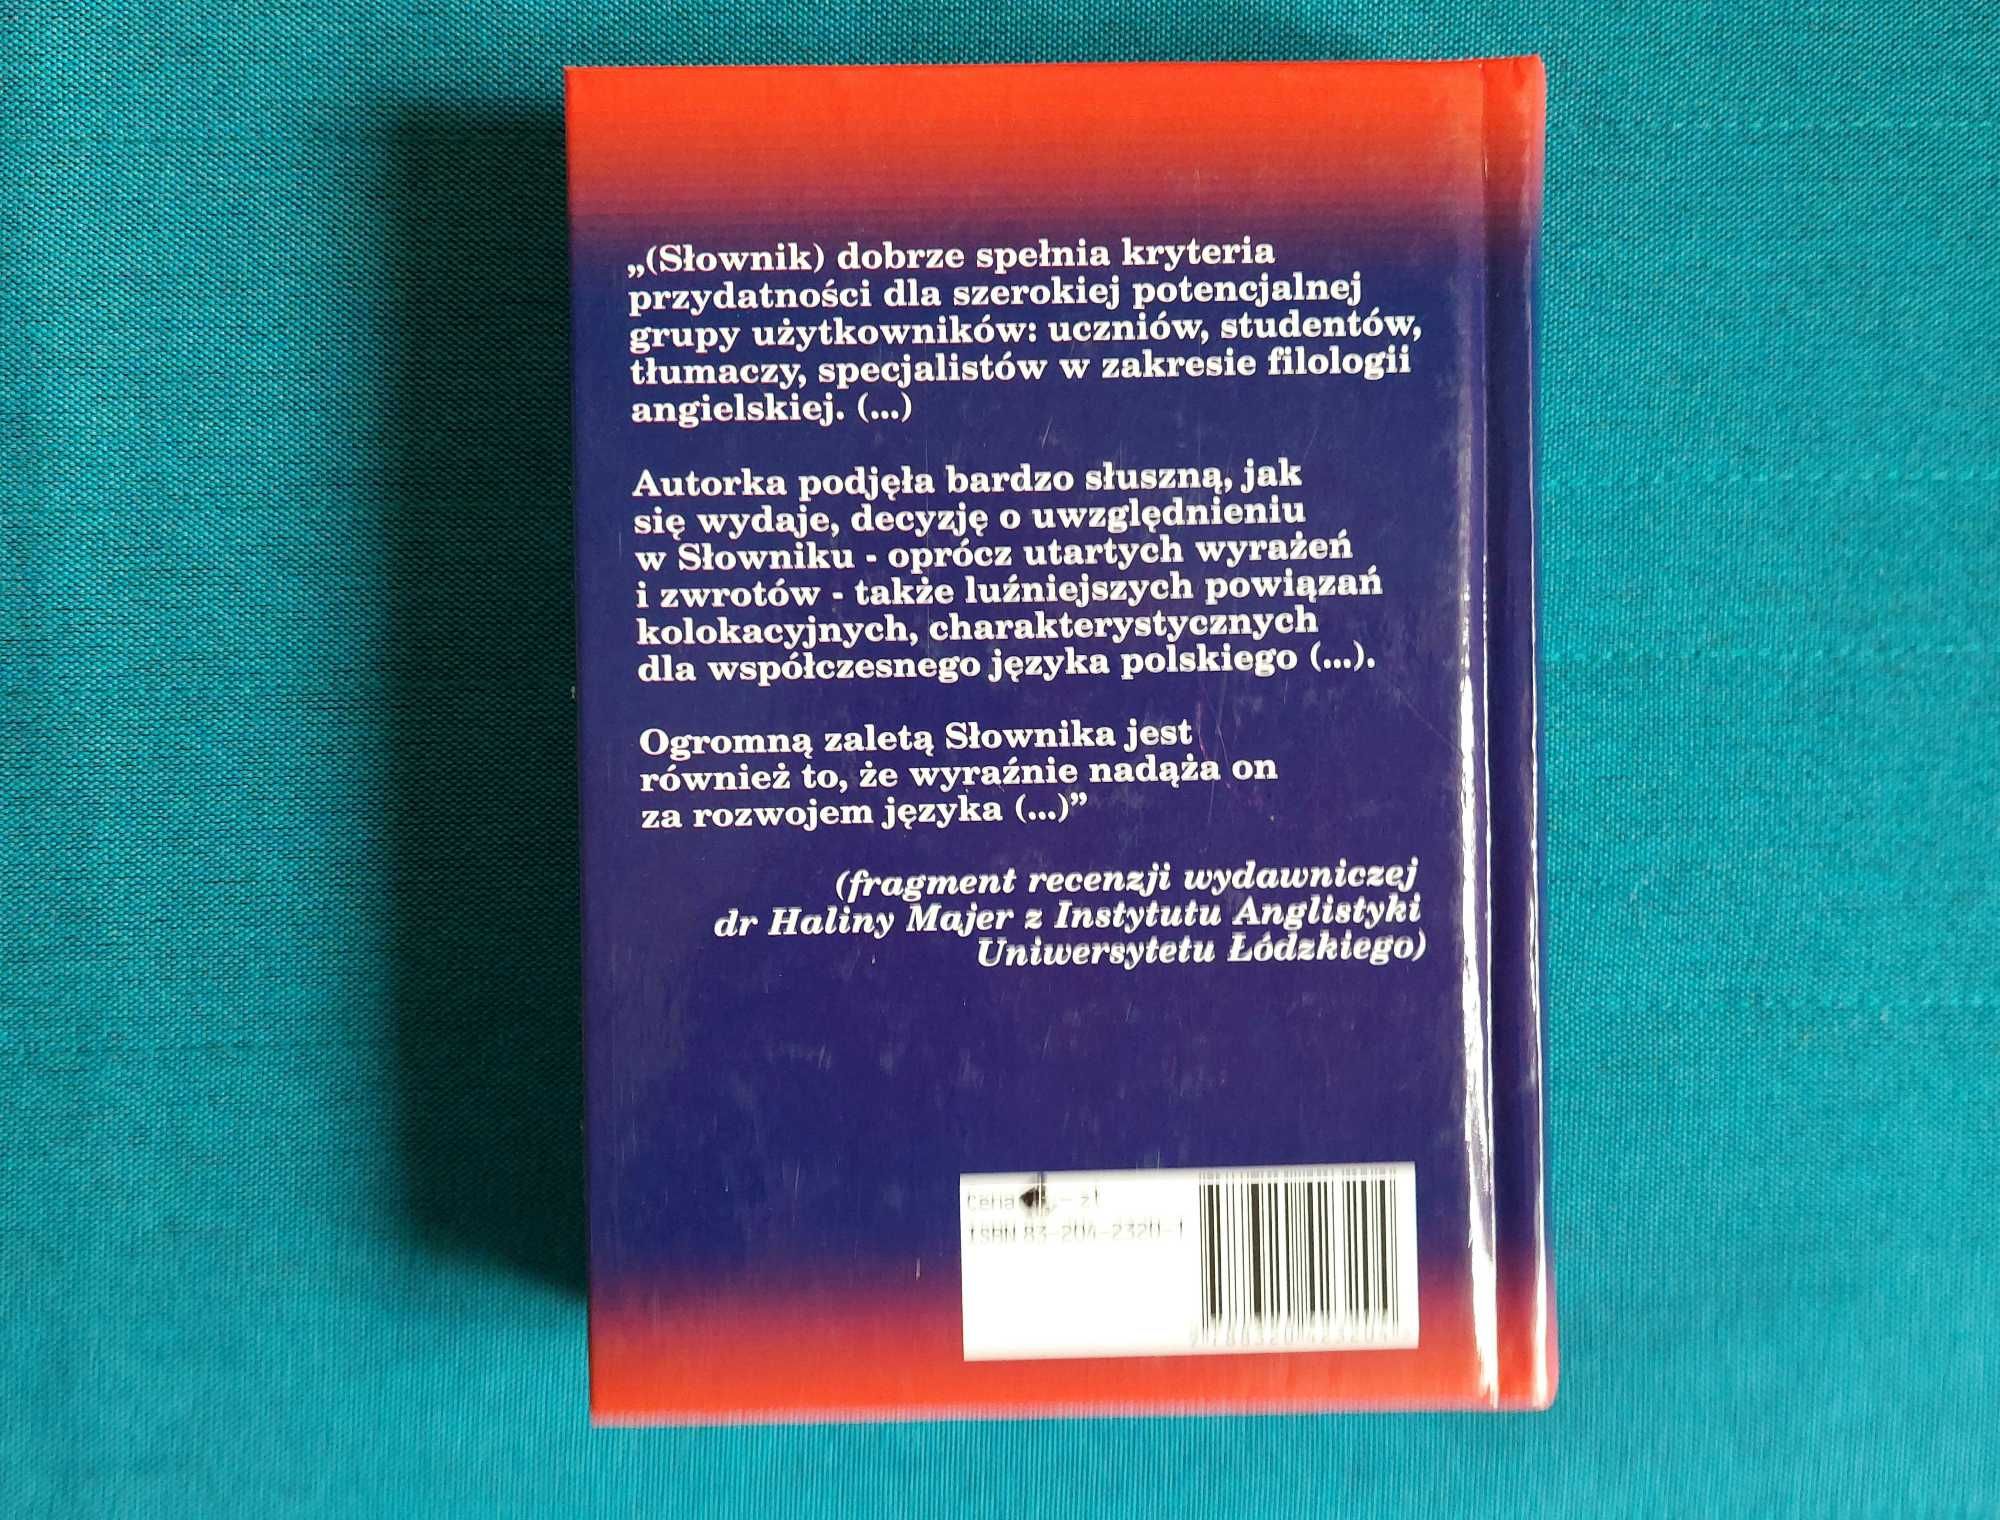 „(Słownik) dobrze spełnia kryteria
przydatności dla szerokiej potencjalnej
grupy użytkowników: uczniów, studentów,
tłumaczy, specjalistów w zakresie filologii
angielskiej. (...)
Autorka podjęła bardzo słuszną, jak
się wydaje, decyzję o uwzględnieniu
w Słowniku - oprócz utartych wyrażeń
i zwrotów - także luźniejszych powiązań
kolokacyjnych, charakterystycznych
dla współczesnego języka polskiego (...).
Ogromną zaletą Słownika jest
również to, że wyraźnie nadąża on
za rozwojem języka (...)”
(fragment recenzji wydawniczej
dr Haliny Majer z Instytutu Anglistyki
Uniwersytetu Łódzkiego)
Cena - zł
ISBN 83-204-2320-1